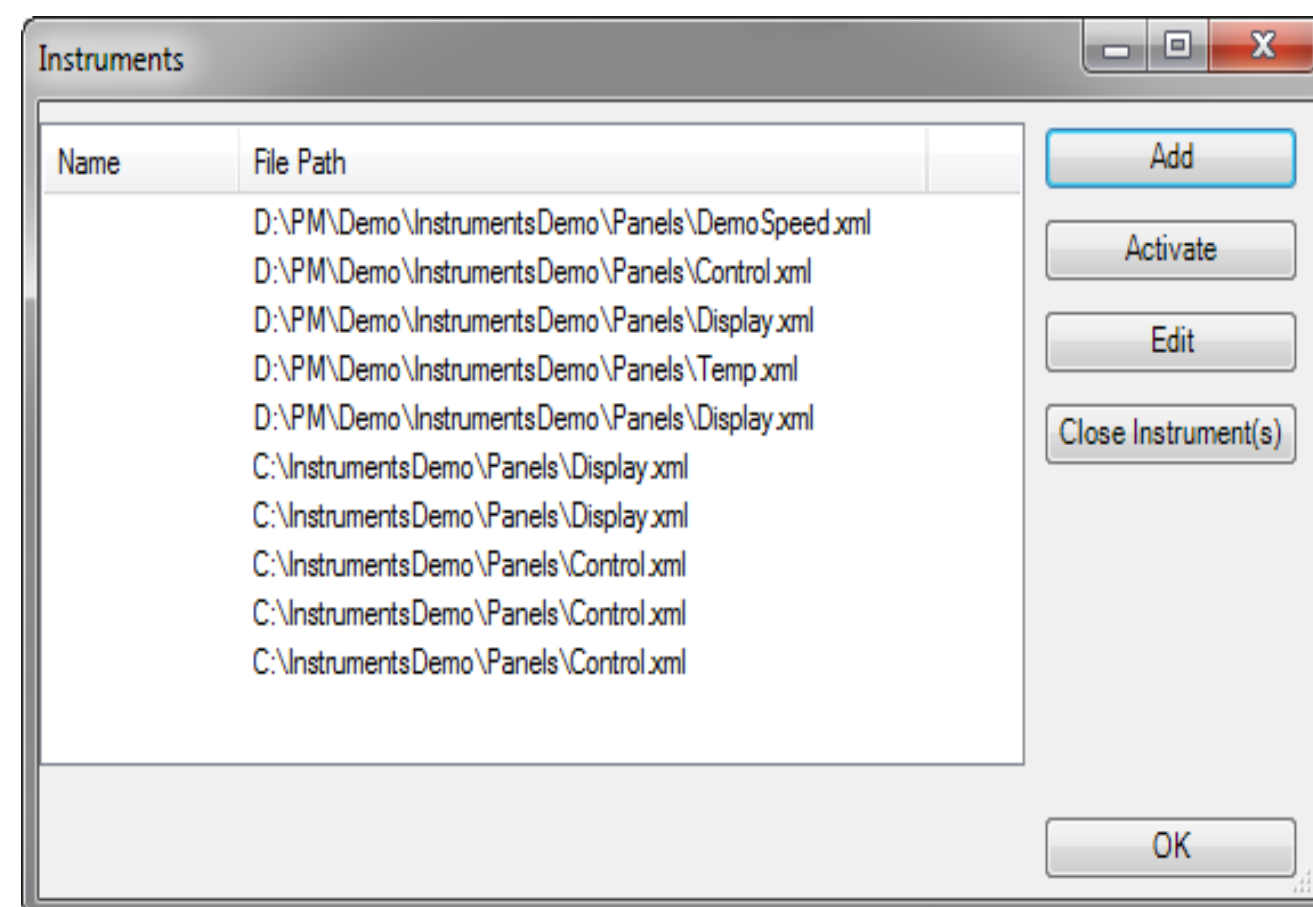 Instruments
Name File Path
Add
D:\PM\Demo\InstrumentsDemo\Panels\DemoSpeed.xml
Activate
D:\PM\Demo\InstrumentsDemo\Panels\Control.xml
D:\PM\Demo\InstrumentsDemo\Panels\Display.xml
Edit
D:\PM\Demo\InstrumentsDemo\Panels\Temp.xml
D:\PM\Demo\InstrumentsDemo\Panels\Display.xml
Close Instrument(s)
C:\InstrumentsDemo\Panels\Display.xml
C:\InstrumentsDemo\Panels\Display.xml
C:\InstrumentsDemo\Panels\Control.xml
C:\InstrumentsDemo\Panels\Control.xml
C:\InstrumentsDemo\Panels\Control.xml
OK